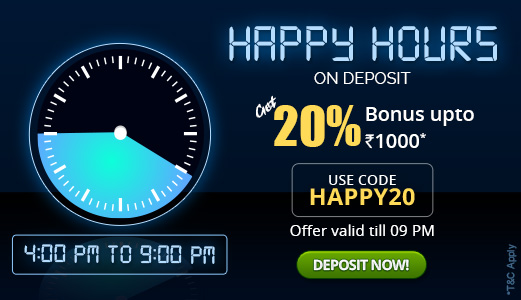 HAPPY HOURS
ON DEPOSIT
Get
20% Bonus upto
₹1000*
USE CODE
HAPPY20
Offer valid till 09 PM
DEPOSIT NOW!
4:00 PM TO 9:00 PM
*T&C Apply